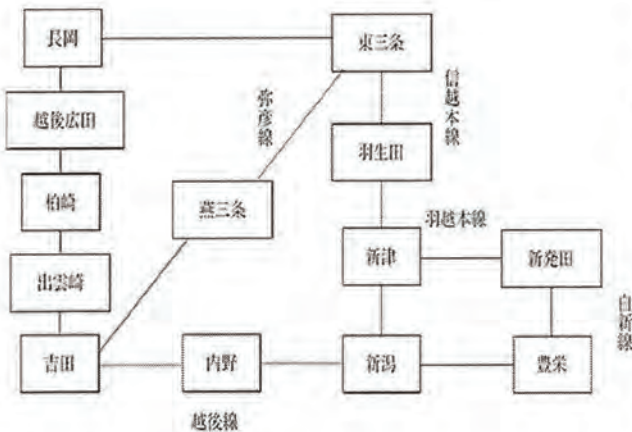 長岡
東三条
弥彦線
信越本線
越後広田
羽生田
柏崎
燕三条
羽越本線
新津
新発田
出雲崎
白新線
吉田
内野
新潟
豊栄
越後線